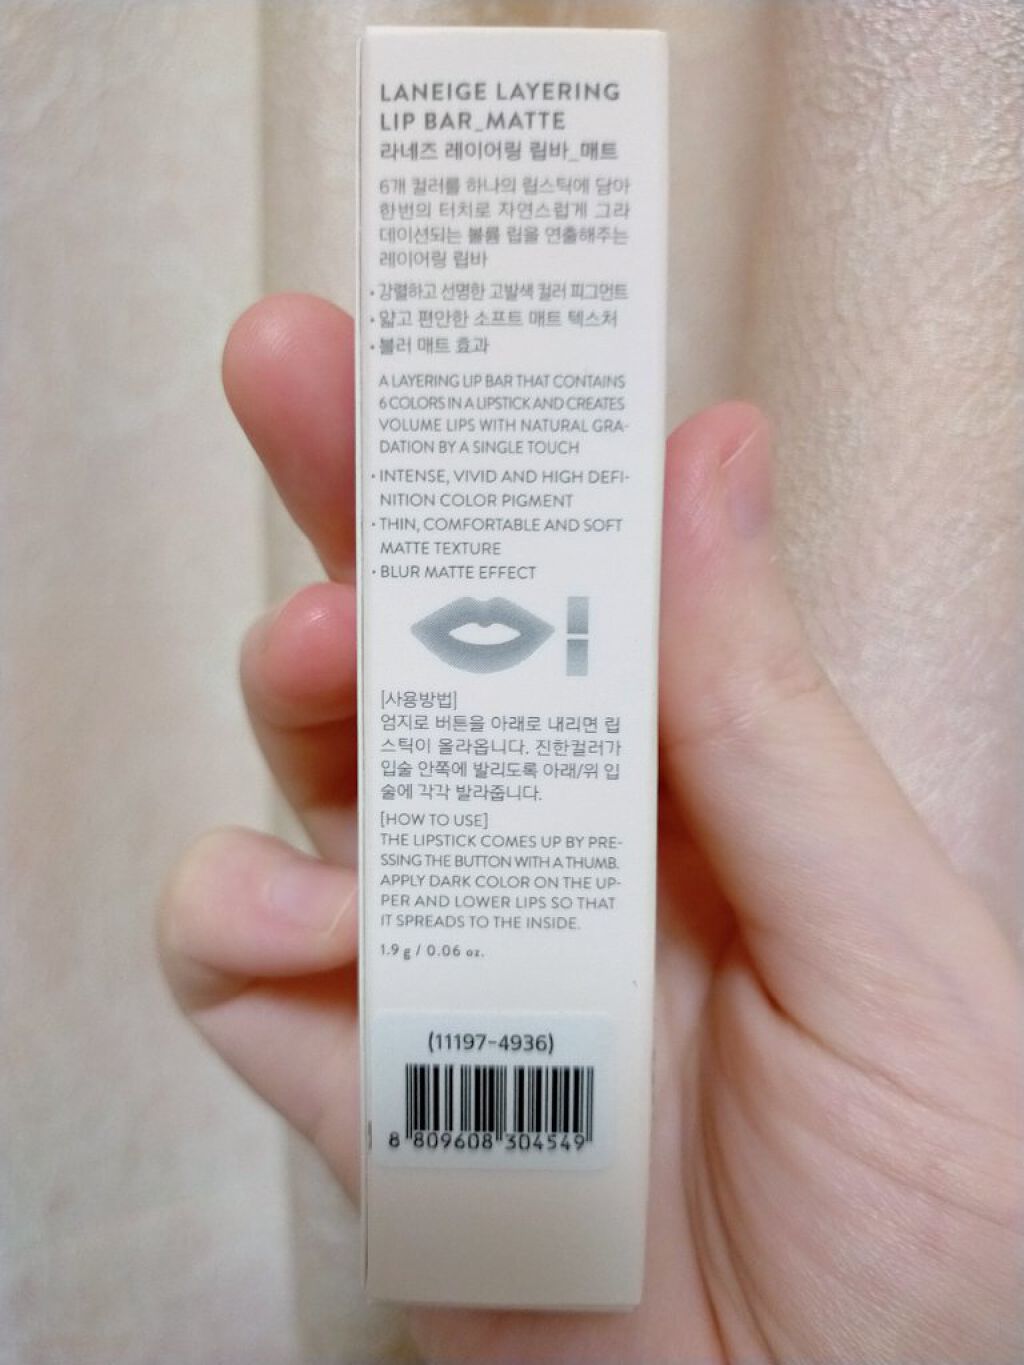 LANEIGE LAYERING
LIP BAR_MATTE
라네즈 레이어링 립바_매트
6개 컬러를 하나의 립스틱에 담아
한번의 터치로 자연스럽게 그라
데이션되는 볼륨 립을 연출해주는
레이어링 립바
• 강렬하고 선명한 고발색 컬러 피그먼트
• 얇고 편안한 소프트 매트 텍스처
• 블러 매트 효과
A LAYERING LIP BAR THAT CONTAINS
6 COLORS IN A LIPSTICK AND CREATES
VOLUME LIPS WITH NATURAL GRA-
DATION BY A SINGLE TOUCH
• INTENSE, VIVID AND HIGH DEFI-
NITION COLOR PIGMENT
• THIN, COMFORTABLE AND SOFT
MATTE TEXTURE
• BLUR MATTE EFFECT
[사용방법]
엄지로 버튼을 아래로 내리면 립
스틱이 올라옵니다. 진한컬러가
입술 안쪽에 발리도록 아래/위 입
술에 각각 발라줍니다.
[HOW TO USE]
THE LIPSTICK COMES UP BY PRE-
SSING THE BUTTON WITH A THUMB.
APPLY DARK COLOR ON THE UP-
PER AND LOWER LIPS SO THAT
IT SPREADS TO THE INSIDE.
1.9 g / 0.06 oz.
(11197-4936)
8 809608 304549